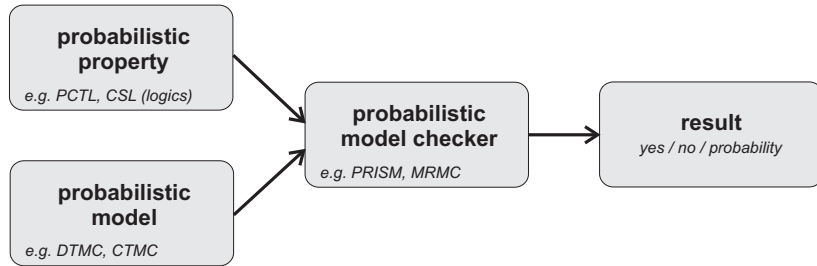 probabilistic
property
e.g. PCTL, CSL (logics)
probabilistic
model
e.g. DTMC, CTMC
probabilistic
model checker
e.g. PRISM, MRMC
result
yes / no / probability